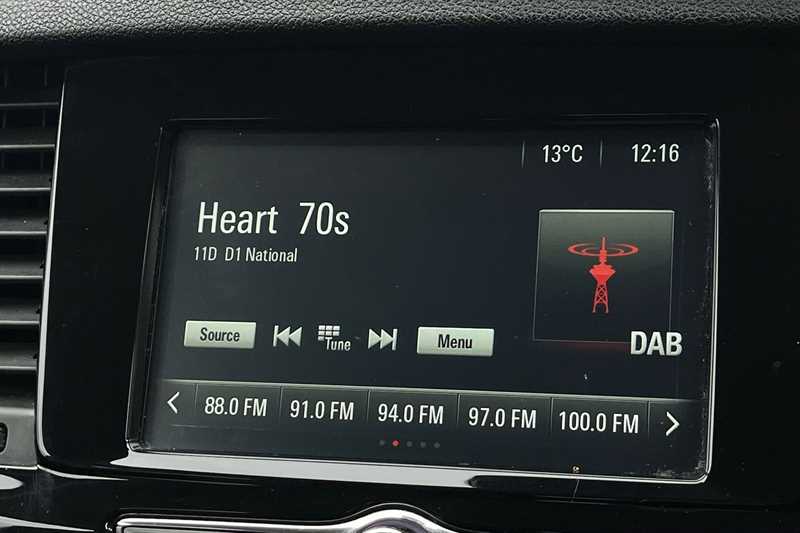 13°C 12:16
Heart 70s
11D D1 National
DAB
Source Tune Menu
88.0 FM 91.0 FM 94.0 FM 97.0 FM 100.0 FM